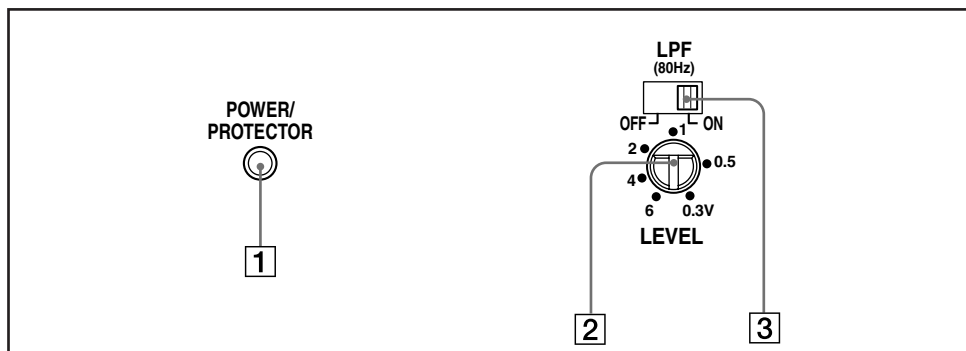 POWER/
PROTECTOR
1
LPF
(80Hz)
OFF ON
1
2 0.5
4
6 0.3V
LEVEL
2 3